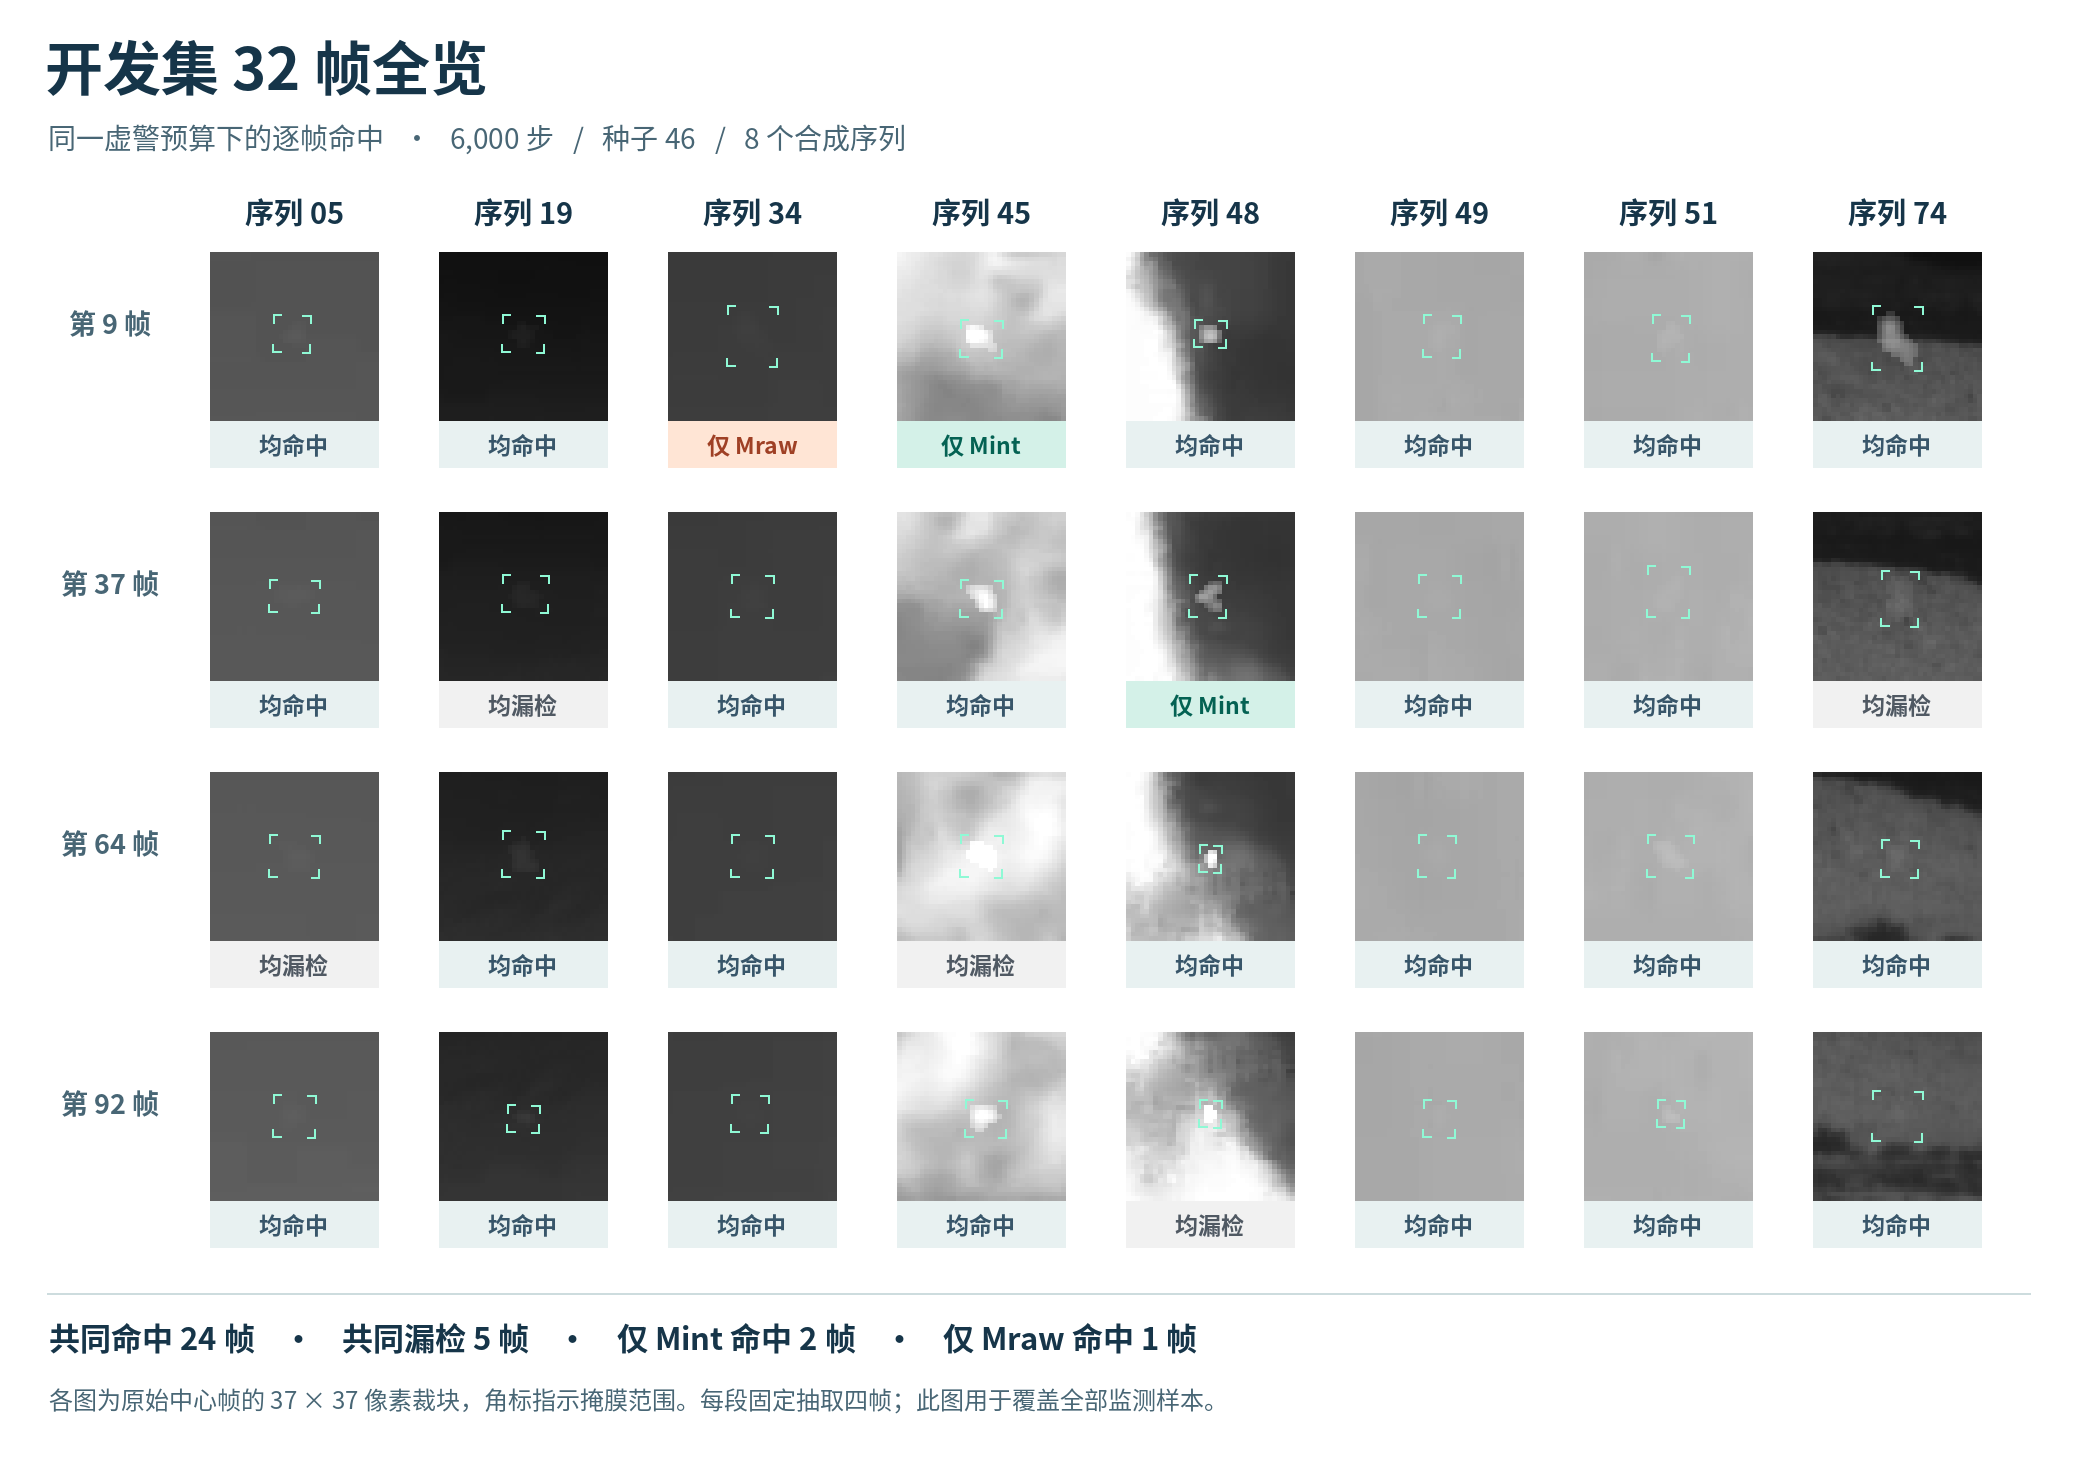 开发集 32 帧全览
同一虚警预算下的逐帧命中 · 6,000 步 / 种子 46 / 8 个合成序列
序列 05 序列 19 序列 34 序列 45 序列 48 序列 49 序列 51 序列 74
第 9 帧
均命中 均命中 仅 Mraw 仅 Mint 均命中 均命中 均命中 均命中
第 37 帧
均命中 均漏检 均命中 均命中 仅 Mint 均命中 均命中 均漏检
第 64 帧
均漏检 均命中 均命中 均漏检 均命中 均命中 均命中 均命中
第 92 帧
均命中 均命中 均命中 均命中 均漏检 均命中 均命中 均命中
共同命中 24 帧 · 共同漏检 5 帧 · 仅 Mint 命中 2 帧 · 仅 Mraw 命中 1 帧
各图为原始中心帧的 37 × 37 像素裁块，角标指示掩膜范围。每段固定抽取四帧；此图用于覆盖全部监测样本。